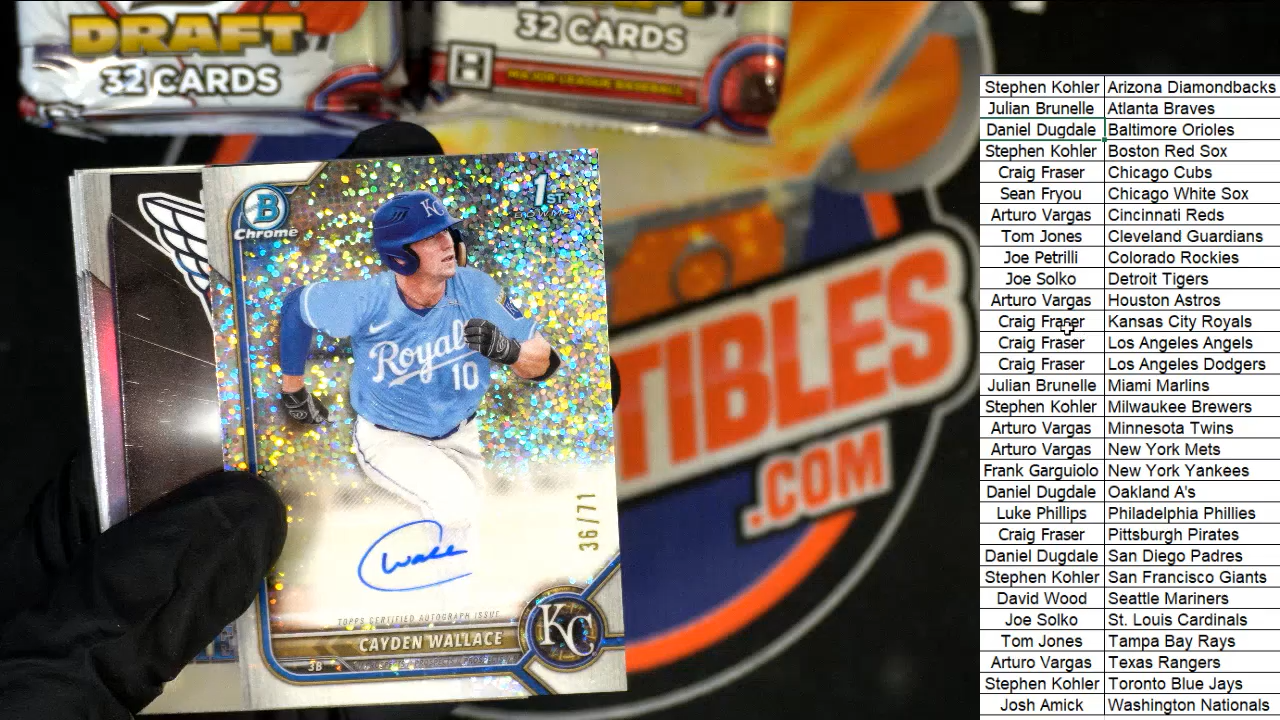 DRAFT
32 CARDS
32 CARDS
H
MAJOR LEAGUE BASEBALL
B
Chrome
1ST
BOWMAN
KC
Royals
10
36/71
Cwall
TOPPS CERTIFIED AUTOGRAPH ISSUE
CAYDEN WALLACE
3B
KC
TIBLES
.COM
Stephen Kohler Arizona Diamondbacks
Julian Brunelle Atlanta Braves
Daniel Dugdale Baltimore Orioles
Stephen Kohler Boston Red Sox
Craig Fraser Chicago Cubs
Sean Fryou Chicago White Sox
Arturo Vargas Cincinnati Reds
Tom Jones Cleveland Guardians
Joe Petrilli Colorado Rockies
Joe Solko Detroit Tigers
Arturo Vargas Houston Astros
Craig Fraser Kansas City Royals
Craig Fraser Los Angeles Angels
Craig Fraser Los Angeles Dodgers
Julian Brunelle Miami Marlins
Stephen Kohler Milwaukee Brewers
Arturo Vargas Minnesota Twins
Arturo Vargas New York Mets
Frank Garguiolo New York Yankees
Daniel Dugdale Oakland A's
Luke Phillips Philadelphia Phillies
Craig Fraser Pittsburgh Pirates
Daniel Dugdale San Diego Padres
Stephen Kohler San Francisco Giants
David Wood Seattle Mariners
Joe Solko St. Louis Cardinals
Tom Jones Tampa Bay Rays
Arturo Vargas Texas Rangers
Stephen Kohler Toronto Blue Jays
Josh Amick Washington Nationals